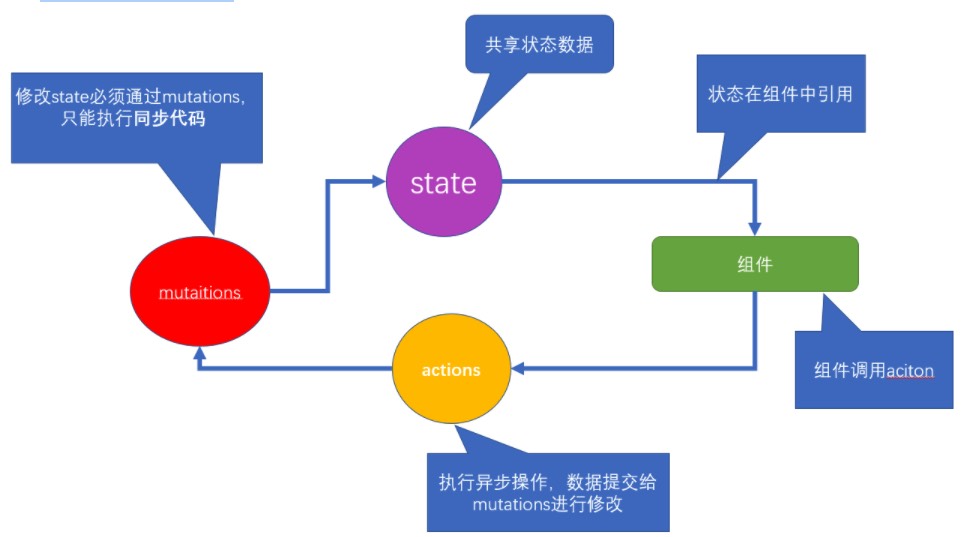 共享状态数据
状态在组件中引用
修改state必须通过mutations，
只能执行同步代码
state
组件
mutaitions
actions
组件调用aciton
执行异步操作，数据提交给
mutations进行修改